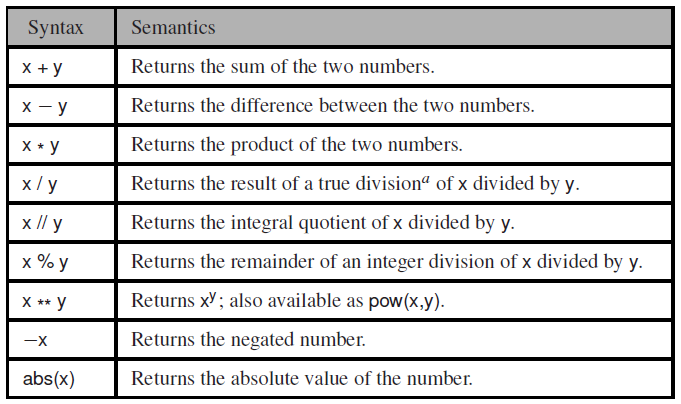 Syntax Semantics
x + y Returns the sum of the two numbers.
x − y Returns the difference between the two numbers.
x * y Returns the product of the two numbers.
x / y Returns the result of a true divisionᵃ of x divided by y.
x // y Returns the integral quotient of x divided by y.
x % y Returns the remainder of an integer division of x divided by y.
x ** y Returns xʸ; also available as pow(x,y).
−x Returns the negated number.
abs(x) Returns the absolute value of the number.